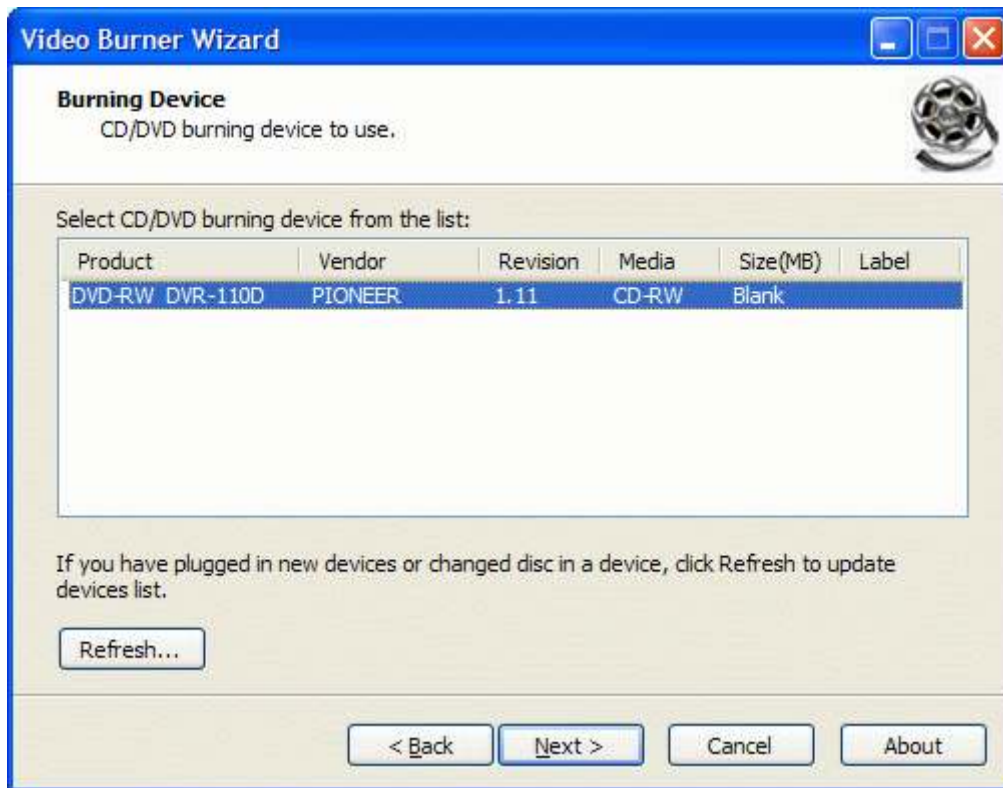 Video Burner Wizard
Burning Device
CD/DVD burning device to use.
Select CD/DVD burning device from the list:
Product Vendor Revision Media Size(MB) Label
DVD-RW DVR-110D PIONEER 1.11 CD-RW Blank
If you have plugged in new devices or changed disc in a device, click Refresh to update
devices list.
Refresh...
< Back Next > Cancel About